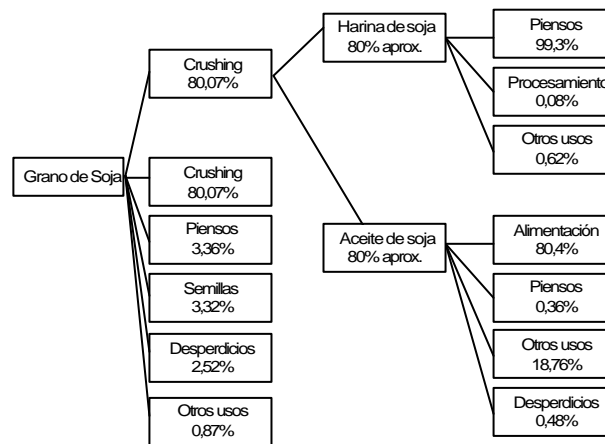 Grano de Soja
Crushing
80,07%
Crushing
80,07%
Piensos
3,36%
Semillas
3,32%
Desperdicios
2,52%
Otros usos
0,87%
Harina de soja
80% aprox.
Aceite de soja
80% aprox.
Piensos
99,3%
Procesamiento
0,08%
Otros usos
0,62%
Alimentación
80,4%
Piensos
0,36%
Otros usos
18,76%
Desperdicios
0,48%